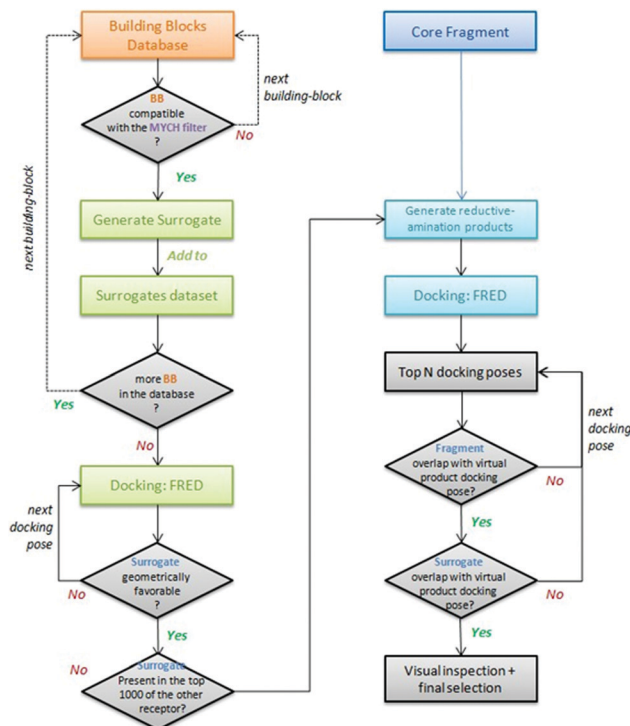 Building Blocks
Database
next
building-block
BB
compatible
with the MYCH filter
?
No
Yes
Generate Surrogate
Add to
Surrogates dataset
next building-block
more BB
in the database
?
Yes
No
Docking: FRED
next
docking
pose
Surrogate
geometrically
favorable
?
No
Yes
No
Surrogate
Present in the top
1000 of the other
receptor?
Core Fragment
Generate reductive-
amination products
Docking: FRED
Top N docking poses
next
docking
pose
Fragment
overlap with virtual
product docking
pose?
No
Yes
Surrogate
overlap with virtual
product docking
pose?
No
Yes
Visual inspection +
final selection